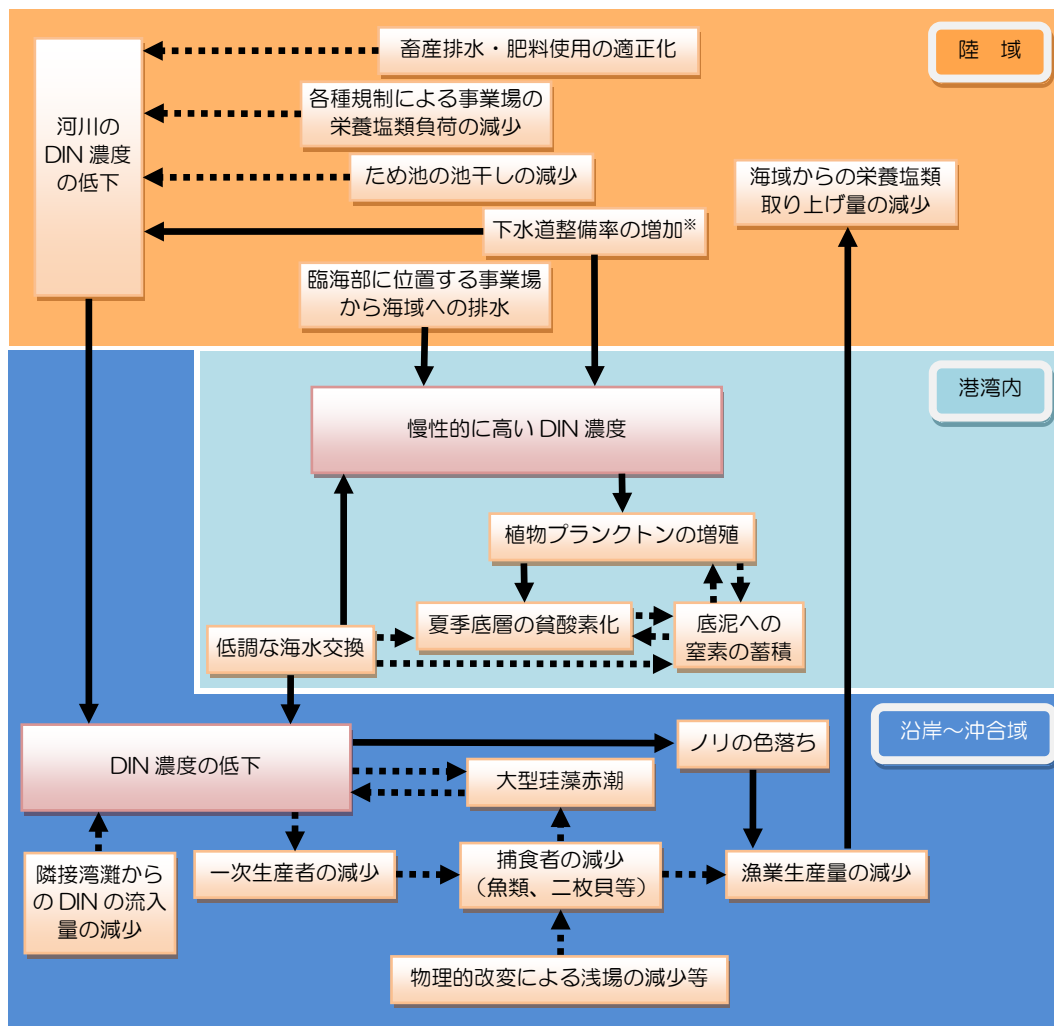 畜産排水・肥料使用の適正化
陸 域
河川の
DIN 濃度
の低下
各種規制による事業場の
栄養塩類負荷の減少
ため池の池干しの減少
海域からの栄養塩類
取り上げ量の減少
下水道整備率の増加※
臨海部に位置する事業場
から海域への排水
港湾内
慢性的に高い DIN 濃度
植物プランクトンの増殖
夏季底層の貧酸素化
底泥への
窒素の蓄積
低調な海水交換
沿岸～沖合域
DIN 濃度の低下
ノリの色落ち
大型珪藻赤潮
隣接湾灘から
の DIN の流入
量の減少
一次生産者の減少
捕食者の減少
（魚類、二枚貝等）
漁業生産量の減少
物理的改変による浅場の減少等